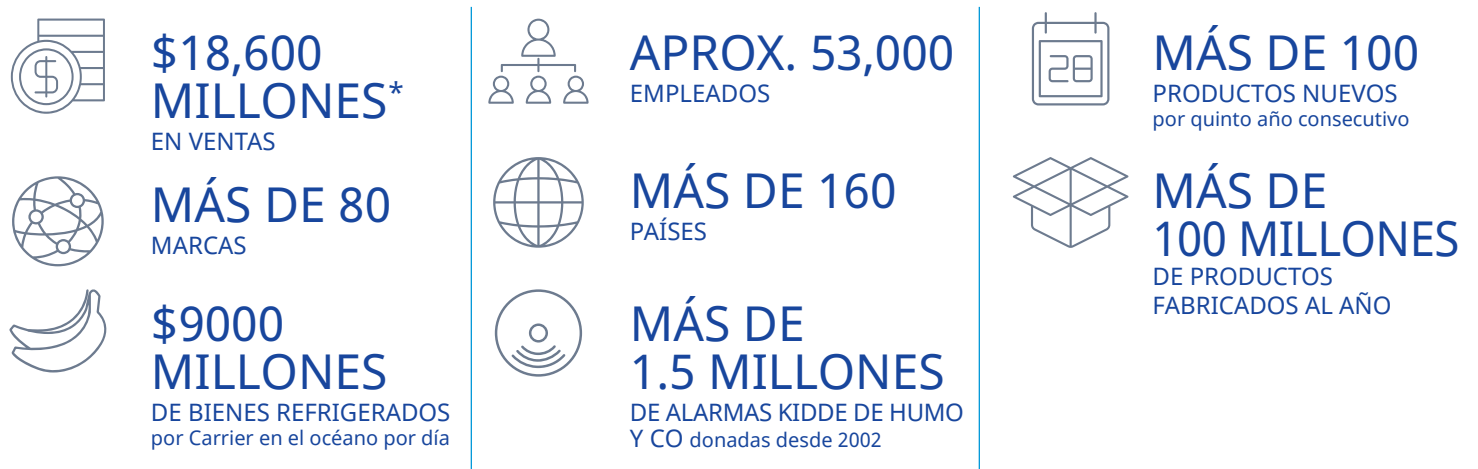 $18,600
MILLONES*
EN VENTAS
MÁS DE 80
MARCAS
$9000
MILLONES
DE BIENES REFRIGERADOS
por Carrier en el océano por día
APROX. 53,000
EMPLEADOS
MÁS DE 160
PAÍSES
MÁS DE
1.5 MILLONES
DE ALARMAS KIDDE DE HUMO
Y CO donadas desde 2002
28
MÁS DE 100
PRODUCTOS NUEVOS
por quinto año consecutivo
MÁS DE
100 MILLONES
DE PRODUCTOS
FABRICADOS AL AÑO